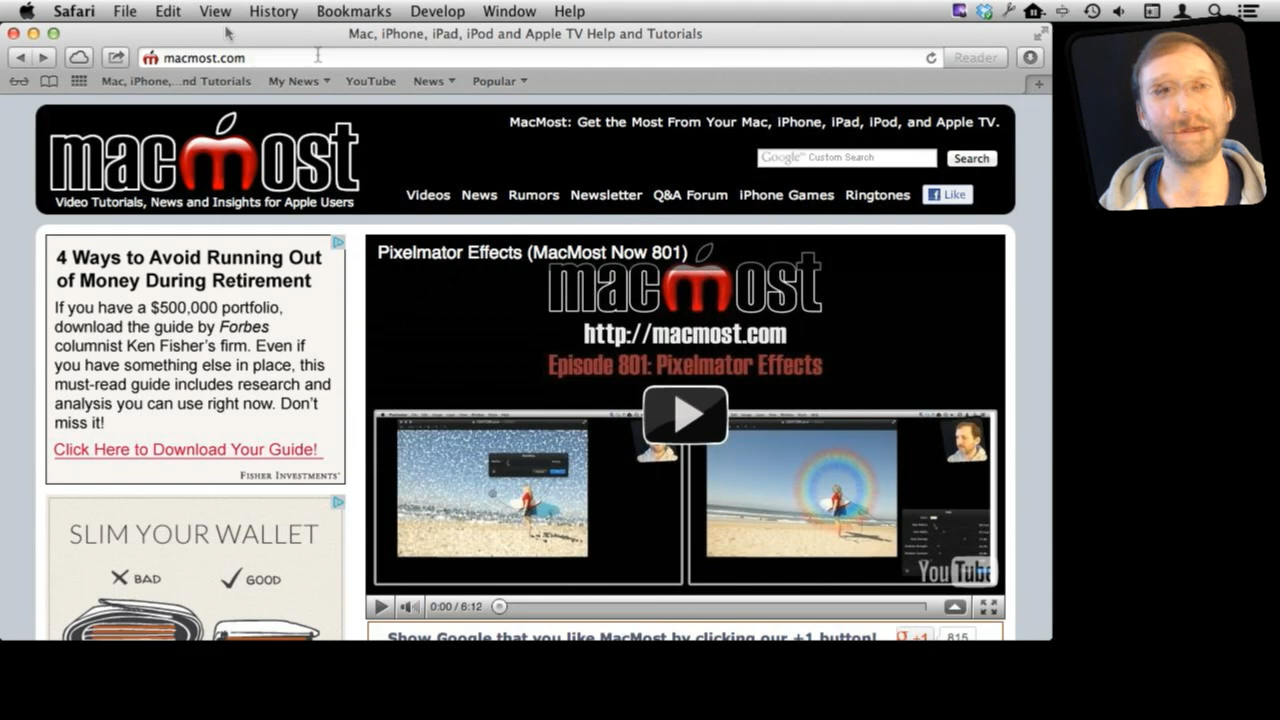 Safari File Edit View History Bookmarks Develop Window Help
Mac, iPhone, iPad, iPod and Apple TV Help and Tutorials
macmost.com
Reader
Mac, iPhone,...nd Tutorials My News YouTube News Popular
macmost
Video Tutorials, News and Insights for Apple Users
MacMost: Get the Most From Your Mac, iPhone, iPad, iPod, and Apple TV.
Google™ Custom Search Search
Videos News Rumors Newsletter Q&A Forum iPhone Games Ringtones Like
4 Ways to Avoid Running Out
of Money During Retirement
If you have a $500,000 portfolio,
download the guide by Forbes
columnist Ken Fisher's firm. Even if
you have something else in place, this
must-read guide includes research and
analysis you can use right now. Don't
miss it!
Click Here to Download Your Guide!
FISHER INVESTMENTS
SLIM YOUR WALLET
BAD GOOD
Pixelmator Effects (MacMost Now 801)
macmost
http://macmost.com
Episode 801: Pixelmator Effects
YouTube
0:00 / 6:12
Show Google that you like MacMost by clicking our +1 button!
+1 815